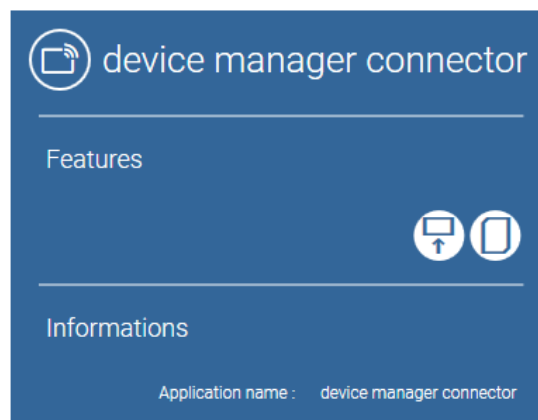 device manager connector
Features
Informations
Application name : device manager connector